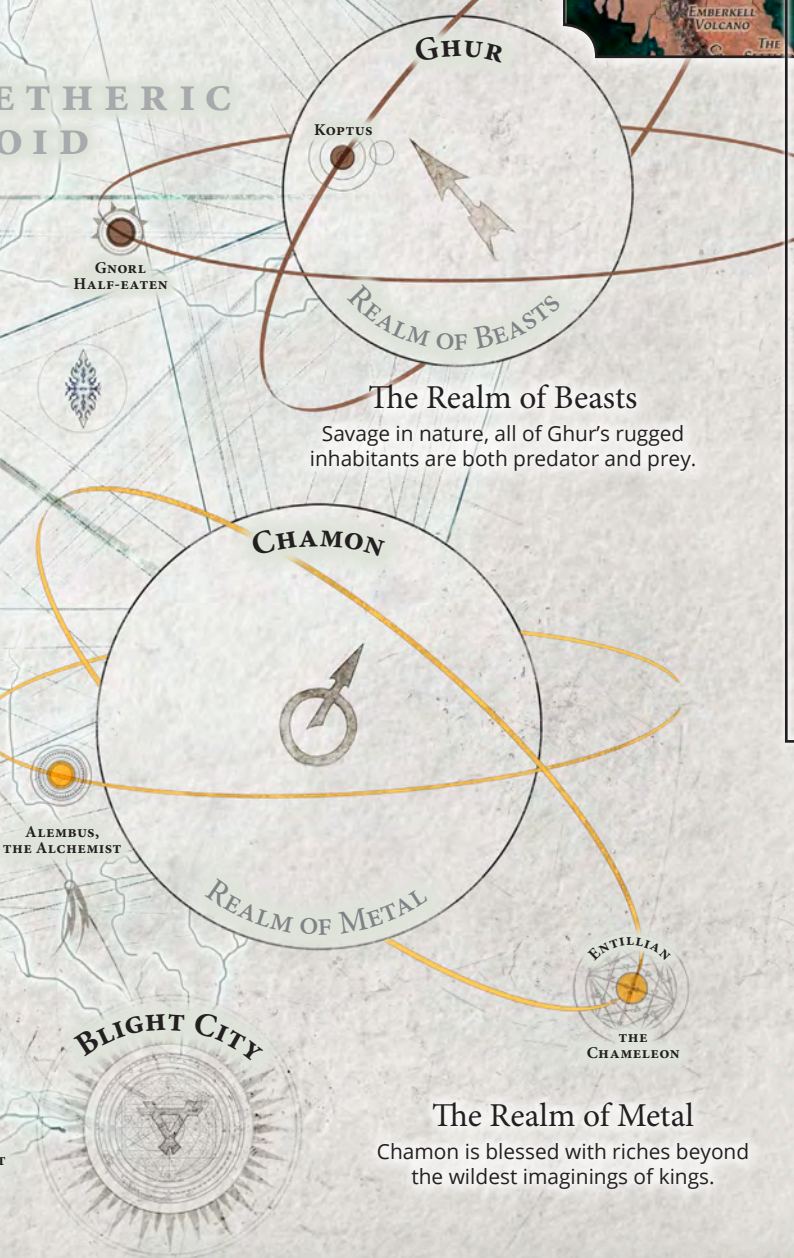 EMBERKELL
VOLCANO
THE
GHUR
ETHERIC
OID
KOPTUS
GNORL
HALF-EATEN
REALM OF BEASTS
The Realm of Beasts
Savage in nature, all of Ghur's rugged
inhabitants are both predator and prey.
CHAMON
ALEMBUS,
THE ALCHEMIST
REALM OF METAL
ENTILLIAN
THE
CHAMELEON
BLIGHT CITY
T
The Realm of Metal
Chamon is blessed with riches beyond
the wildest imaginings of kings.